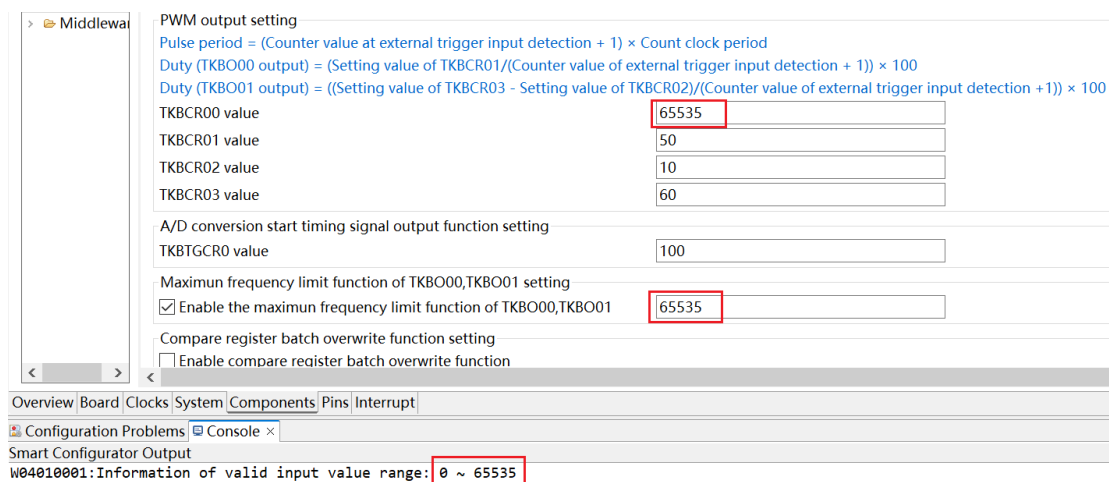 Middlewar
PWM output setting
Pulse period = (Counter value at external trigger input detection + 1) × Count clock period
Duty (TKBO00 output) = (Setting value of TKBCR01/(Counter value of external trigger input detection + 1)) × 100
Duty (TKBO01 output) = ((Setting value of TKBCR03 - Setting value of TKBCR02)/(Counter value of external trigger input detection +1)) × 100
TKBCR00 value 65535
TKBCR01 value 50
TKBCR02 value 10
TKBCR03 value 60
A/D conversion start timing signal output function setting
TKBTGCR0 value 100
Maximun frequency limit function of TKBO00,TKBO01 setting
Enable the maximun frequency limit function of TKBO00,TKBO01 65535
Compare register batch overwrite function setting
Enable compare register batch overwrite function
Overview Board Clocks System Components Pins Interrupt
Configuration Problems Console ×
Smart Configurator Output
W04010001:Information of valid input value range: 0 ~ 65535